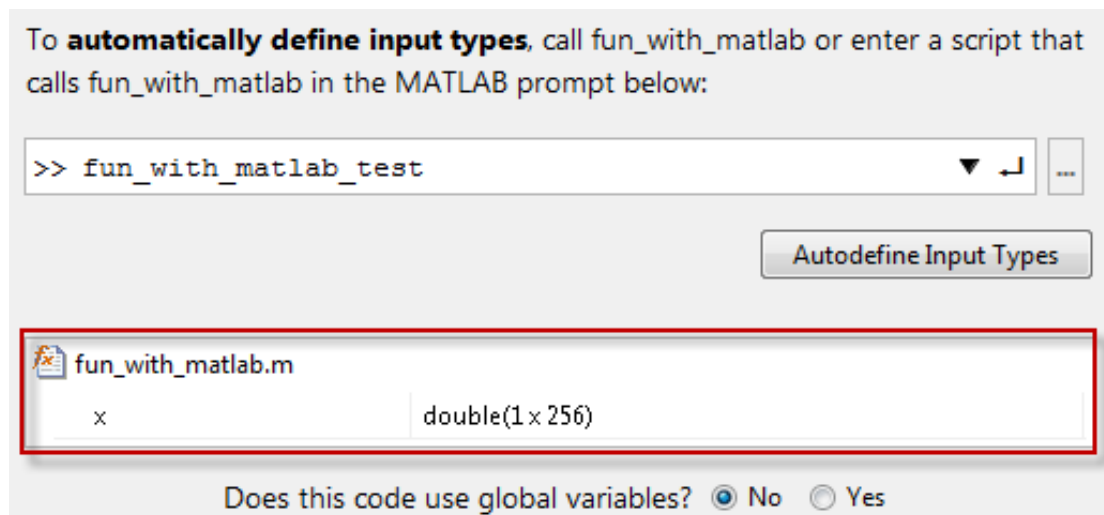 To automatically define input types, call fun_with_matlab or enter a script that
calls fun_with_matlab in the MATLAB prompt below:
>> fun_with_matlab_test
...
Autodefine Input Types
fun_with_matlab.m
x double(1 x 256)
Does this code use global variables? No Yes